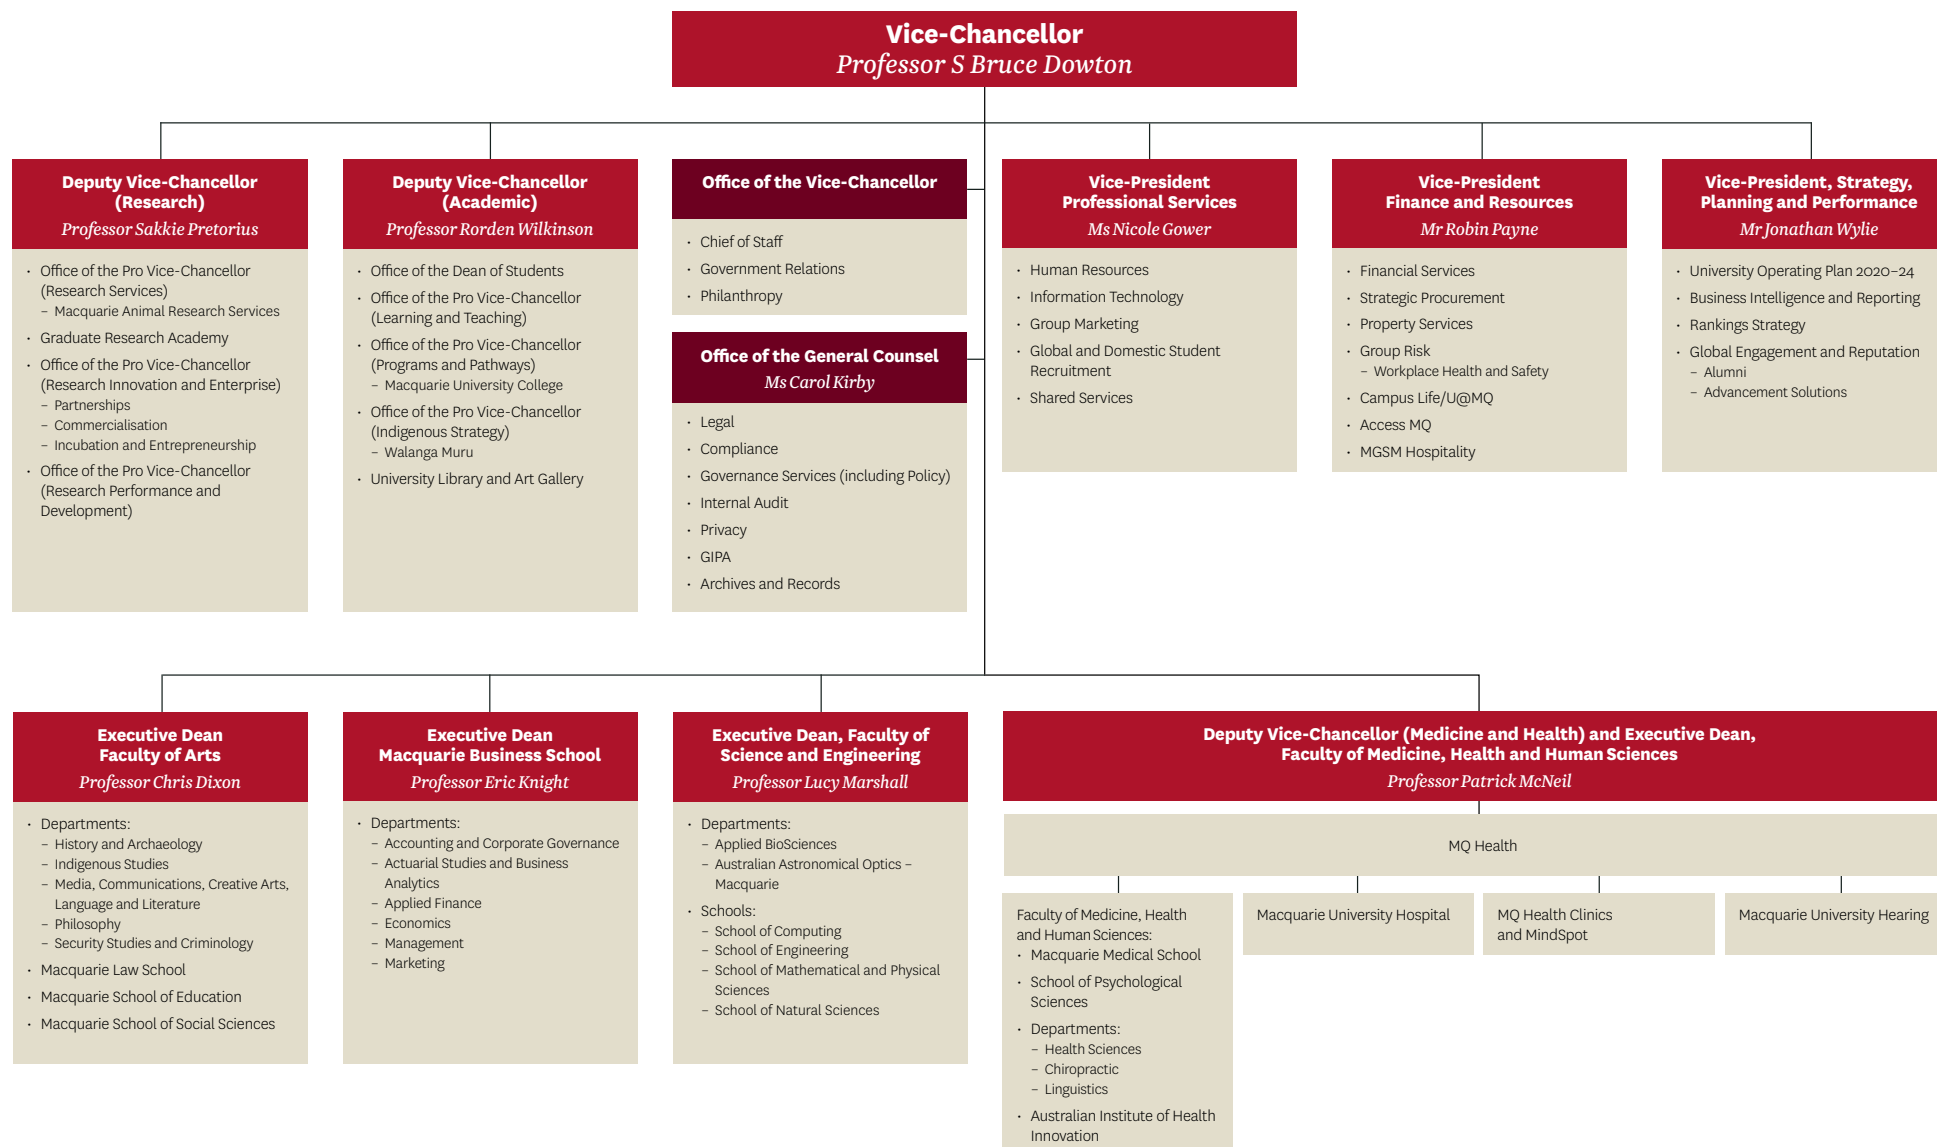 Vice-Chancellor
Professor S Bruce Dowton
Deputy Vice-Chancellor
(Research)
Professor Sakkie Pretorius
• Office of the Pro Vice-Chancellor
(Research Services)
– Macquarie Animal Research Services
• Graduate Research Academy
• Office of the Pro Vice-Chancellor
(Research Innovation and Enterprise)
– Partnerships
– Commercialisation
– Incubation and Entrepreneurship
• Office of the Pro Vice-Chancellor
(Research Performance and
Development)
Deputy Vice-Chancellor
(Academic)
Professor Rorden Wilkinson
• Office of the Dean of Students
• Office of the Pro Vice-Chancellor
(Learning and Teaching)
• Office of the Pro Vice-Chancellor
(Programs and Pathways)
– Macquarie University College
• Office of the Pro Vice-Chancellor
(Indigenous Strategy)
– Walanga Muru
• University Library and Art Gallery
Office of the Vice-Chancellor
• Chief of Staff
• Government Relations
• Philanthropy
Office of the General Counsel
Ms Carol Kirby
• Legal
• Compliance
• Governance Services (including Policy)
• Internal Audit
• Privacy
• GIPA
• Archives and Records
Vice-President
Professional Services
Ms Nicole Gower
• Human Resources
• Information Technology
• Group Marketing
• Global and Domestic Student
Recruitment
• Shared Services
Vice-President
Finance and Resources
Mr Robin Payne
• Financial Services
• Strategic Procurement
• Property Services
• Group Risk
– Workplace Health and Safety
• Campus Life/U@MQ
• Access MQ
• MGSM Hospitality
Vice-President, Strategy,
Planning and Performance
Mr Jonathan Wylie
• University Operating Plan 2020–24
• Business Intelligence and Reporting
• Rankings Strategy
• Global Engagement and Reputation
– Alumni
– Advancement Solutions
Executive Dean
Faculty of Arts
Professor Chris Dixon
• Departments:
– History and Archaeology
– Indigenous Studies
– Media, Communications, Creative Arts,
Language and Literature
– Philosophy
– Security Studies and Criminology
• Macquarie Law School
• Macquarie School of Education
• Macquarie School of Social Sciences
Executive Dean
Macquarie Business School
Professor Eric Knight
• Departments:
– Accounting and Corporate Governance
– Actuarial Studies and Business
Analytics
– Applied Finance
– Economics
– Management
– Marketing
Executive Dean, Faculty of
Science and Engineering
Professor Lucy Marshall
• Departments:
– Applied BioSciences
– Australian Astronomical Optics –
Macquarie
• Schools:
– School of Computing
– School of Engineering
– School of Mathematical and Physical
Sciences
– School of Natural Sciences
Deputy Vice-Chancellor (Medicine and Health) and Executive Dean,
Faculty of Medicine, Health and Human Sciences
Professor Patrick McNeil
MQ Health
Faculty of Medicine, Health
and Human Sciences:
• Macquarie Medical School
• School of Psychological
Sciences
• Departments:
– Health Sciences
– Chiropractic
– Linguistics
• Australian Institute of Health
Innovation
Macquarie University Hospital
MQ Health Clinics
and MindSpot
Macquarie University Hearing